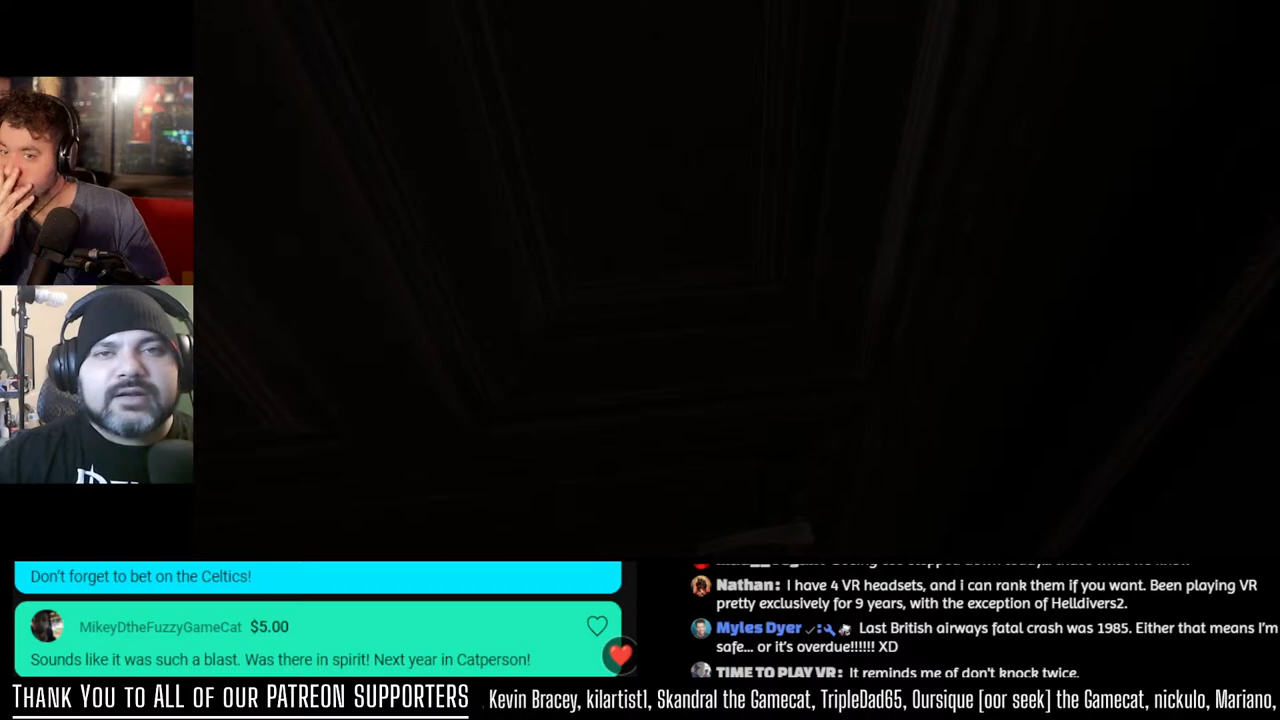 Don't forget to bet on the Celtics!
MikeyDtheFuzzyGameCat $5.00
Sounds like it was such a blast. Was there in spirit! Next year in Catperson!
Nathan: I have 4 VR headsets, and i can rank them if you want. Been playing VR
pretty exclusively for 9 years, with the exception of Helldivers2.
Myles Dyer Last British airways fatal crash was 1985. Either that means I'm
safe... or it's overdue!!!!!! XD
TIME TO PLAY VR: It reminds me of don't knock twice.
THANK YOU TO ALL OF OUR PATREON SUPPORTERS
Kevin Bracey, kilartist1, Skandral the Gamecat, TripleDad65, Oursique [oor seek] the Gamecat, nickulo, Mariano,